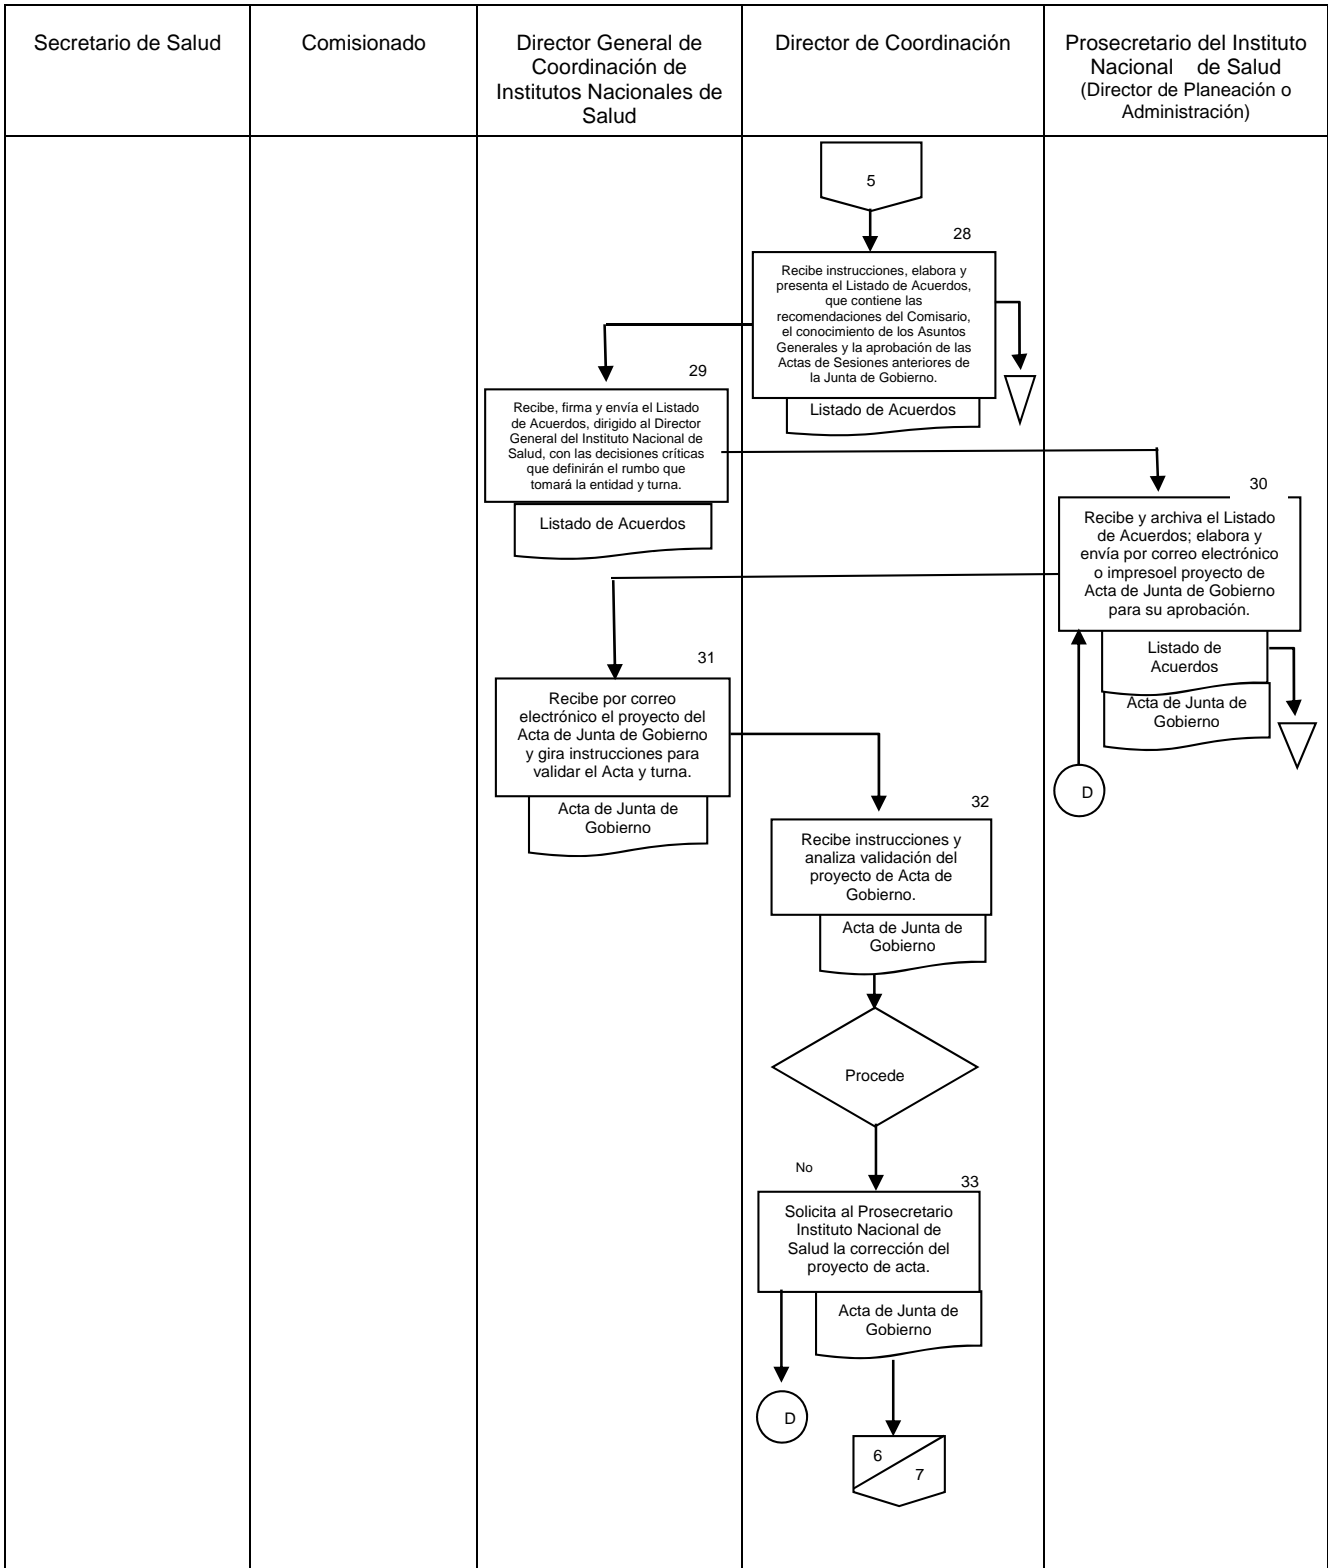 Secretario de Salud
Comisionado
Director General de
Coordinación de
Institutos Nacionales de
Salud
Director de Coordinación
Prosecretario del Instituto
Nacional de Salud
(Director de Planeación o
Administración)
5
28
Recibe instrucciones, elabora y
presenta el Listado de Acuerdos,
que contiene las
recomendaciones del Comisario,
el conocimiento de los Asuntos
Generales y la aprobación de las
Actas de Sesiones anteriores de
la Junta de Gobierno.
Listado de Acuerdos
29
Recibe, firma y envía el Listado
de Acuerdos, dirigido al Director
General del Instituto Nacional de
Salud, con las decisiones críticas
que definirán el rumbo que
tomará la entidad y turna.
Listado de Acuerdos
30
Recibe y archiva el Listado
de Acuerdos; elabora y
envía por correo electrónico
o impresoel proyecto de
Acta de Junta de Gobierno
para su aprobación.
Listado de
Acuerdos
Acta de Junta de
Gobierno
D
31
Recibe por correo
electrónico el proyecto del
Acta de Junta de Gobierno
y gira instrucciones para
validar el Acta y turna.
Acta de Junta de
Gobierno
32
Recibe instrucciones y
analiza validación del
proyecto de Acta de
Gobierno.
Acta de Junta de
Gobierno
Procede
No
33
Solicita al Prosecretario
Instituto Nacional de
Salud la corrección del
proyecto de acta.
Acta de Junta de
Gobierno
D
6
7